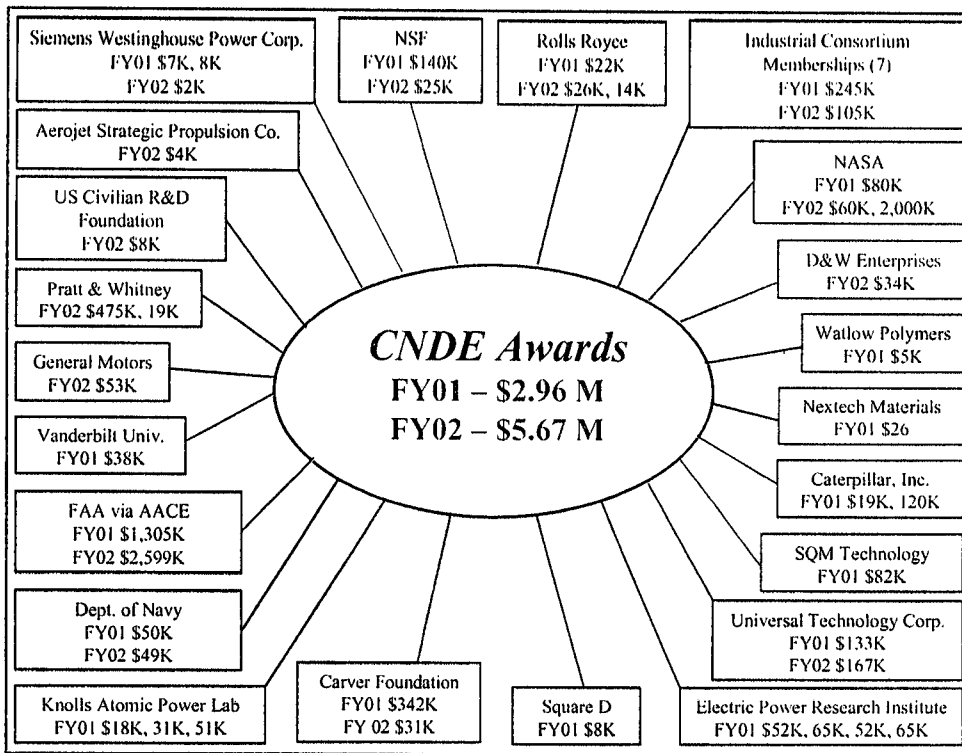 Siemens Westinghouse Power Corp.
FY01 $7K, 8K
FY02 $2K
NSF
FY01 $140K
FY02 $25K
Rolls Royce
FY01 $22K
FY02 $26K, 14K
Industrial Consortium
Memberships (7)
FY01 $245K
FY02 $105K
Aerojet Strategic Propulsion Co.
FY02 $4K
NASA
FY01 $80K
FY02 $60K, 2,000K
US Civilian R&D
Foundation
FY02 $8K
D&W Enterprises
FY02 $34K
Pratt & Whitney
FY02 $475K, 19K
Watlow Polymers
FY01 $5K
General Motors
FY02 $53K
CNDE Awards
FY01 – $2.96 M
FY02 – $5.67 M
Nextech Materials
FY01 $26
Vanderbilt Univ.
FY01 $38K
Caterpillar, Inc.
FY01 $19K, 120K
FAA via AACE
FY01 $1,305K
FY02 $2,599K
SQM Technology
FY01 $82K
Dept. of Navy
FY01 $50K
FY02 $49K
Universal Technology Corp.
FY01 $133K
FY02 $167K
Knolls Atomic Power Lab
FY01 $18K, 31K, 51K
Carver Foundation
FY01 $342K
FY 02 $31K
Square D
FY01 $8K
Electric Power Research Institute
FY01 $52K, 65K, 52K, 65K